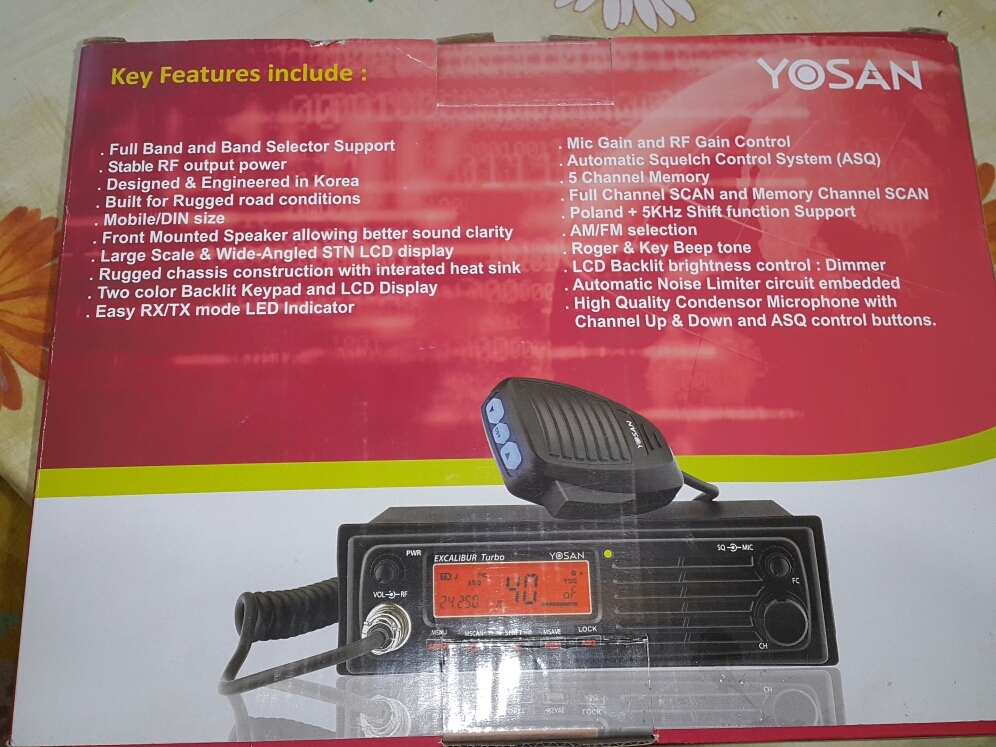 Key Features include :
YOSAN
. Full Band and Band Selector Support
. Stable RF output power
. Designed & Engineered in Korea
. Built for Rugged road conditions
. Mobile/DIN size
. Front Mounted Speaker allowing better sound clarity
. Large Scale & Wide-Angled STN LCD display
. Rugged chassis construction with interated heat sink
. Two color Backlit Keypad and LCD Display
. Easy RX/TX mode LED Indicator
. Mic Gain and RF Gain Control
. Automatic Squelch Control System (ASQ)
. 5 Channel Memory
. Full Channel SCAN and Memory Channel SCAN
. Poland + 5KHz Shift function Support
. AM/FM selection
. Roger & Key Beep tone
. LCD Backlit brightness control : Dimmer
. Automatic Noise Limiter circuit embedded
. High Quality Condensor Microphone with
Channel Up & Down and ASQ control buttons.
YOSAN
PWR
EXCALIBUR Turbo
YOSAN
SQ MIC
VOL RF
40
24.250
FC
MENU MSCAN MSAVE LOCK
CH